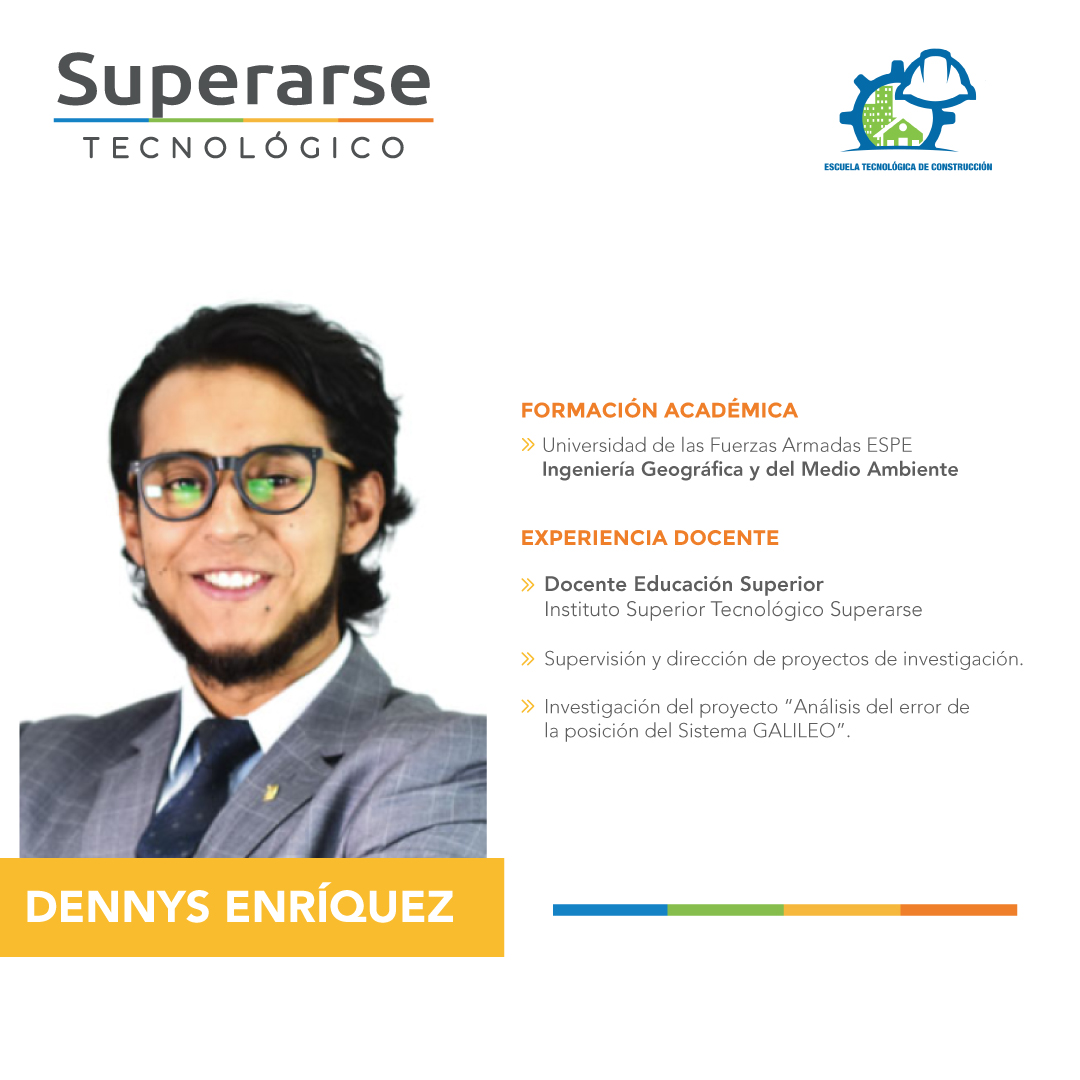 Superarse
TECNOLÓGICO
ESCUELA TECNOLÓGICA DE CONSTRUCCIÓN
FORMACIÓN ACADÉMICA
Universidad de las Fuerzas Armadas ESPE
Ingeniería Geográfica y del Medio Ambiente
EXPERIENCIA DOCENTE
Docente Educación Superior
Instituto Superior Tecnológico Superarse
Supervisión y dirección de proyectos de investigación.
Investigación del proyecto “Análisis del error de
la posición del Sistema GALILEO”.
DENNYS ENRÍQUEZ